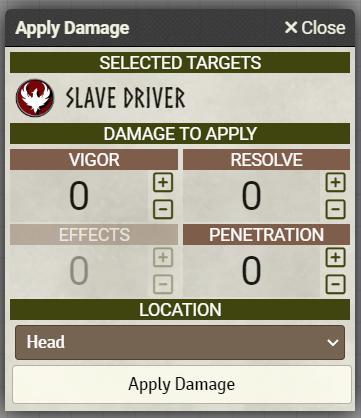 Apply Damage
Close
SELECTED TARGETS
SLAVE DRIVER
DAMAGE TO APPLY
VIGOR RESOLVE
0 0
EFFECTS PENETRATION
0 0
LOCATION
Head
Apply Damage